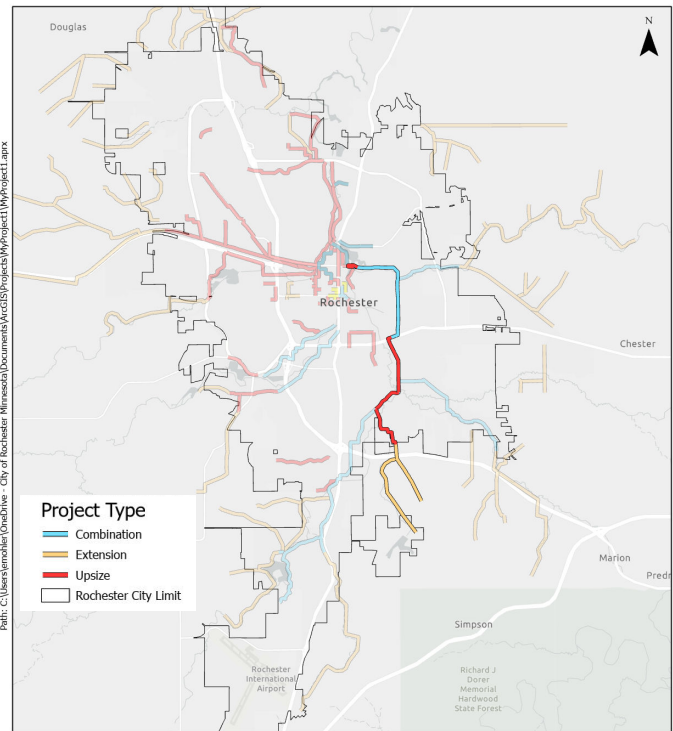 Path: C:\Users\emohler\OneDrive - City of Rochester Minnesota\Documents\ArcGIS\Projects\MyProject1\MyProject1.aprx
N
Douglas
Rochester
Chester
Project Type
Combination
Extension
Upsize
Rochester City Limit
Marion
Predr
Simpson
Rochester
International
Airport
Richard J
Dorer
Memorial
Hardwood
State Forest